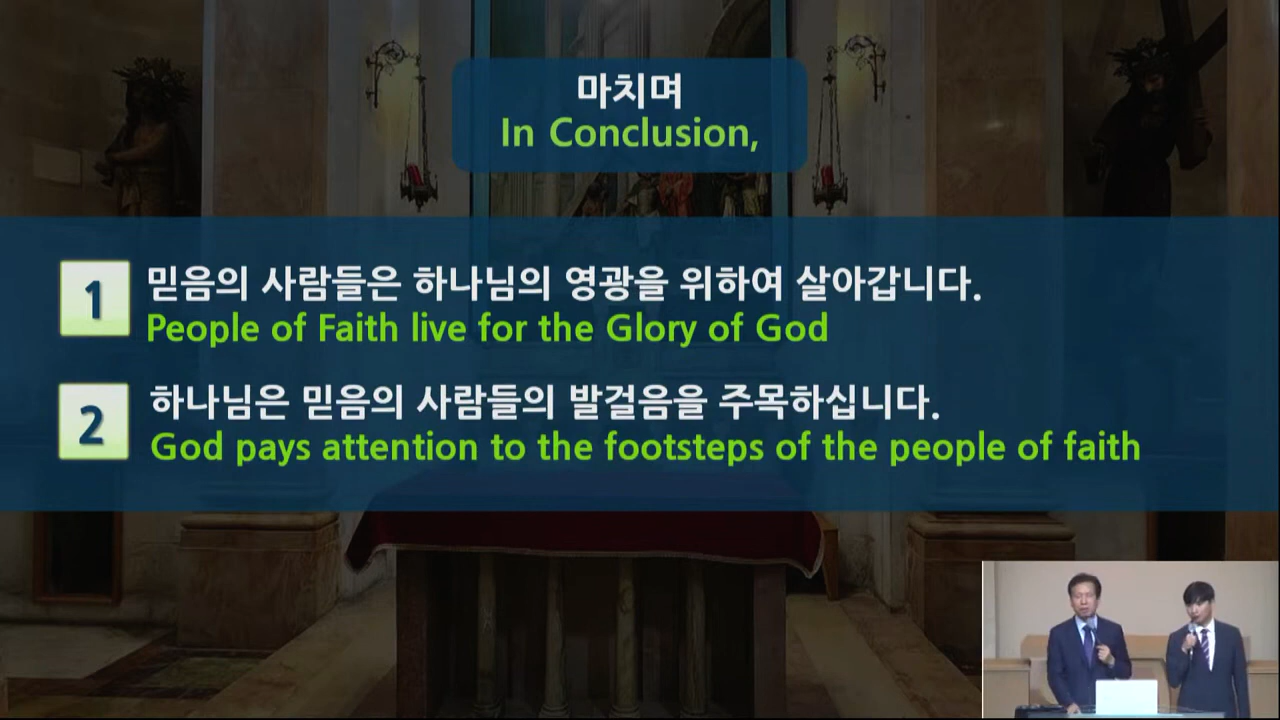 마치며
In Conclusion,
1
믿음의 사람들은 하나님의 영광을 위하여 살아갑니다.
People of Faith live for the Glory of God
2
하나님은 믿음의 사람들의 발걸음을 주목하십니다.
God pays attention to the footsteps of the people of faith